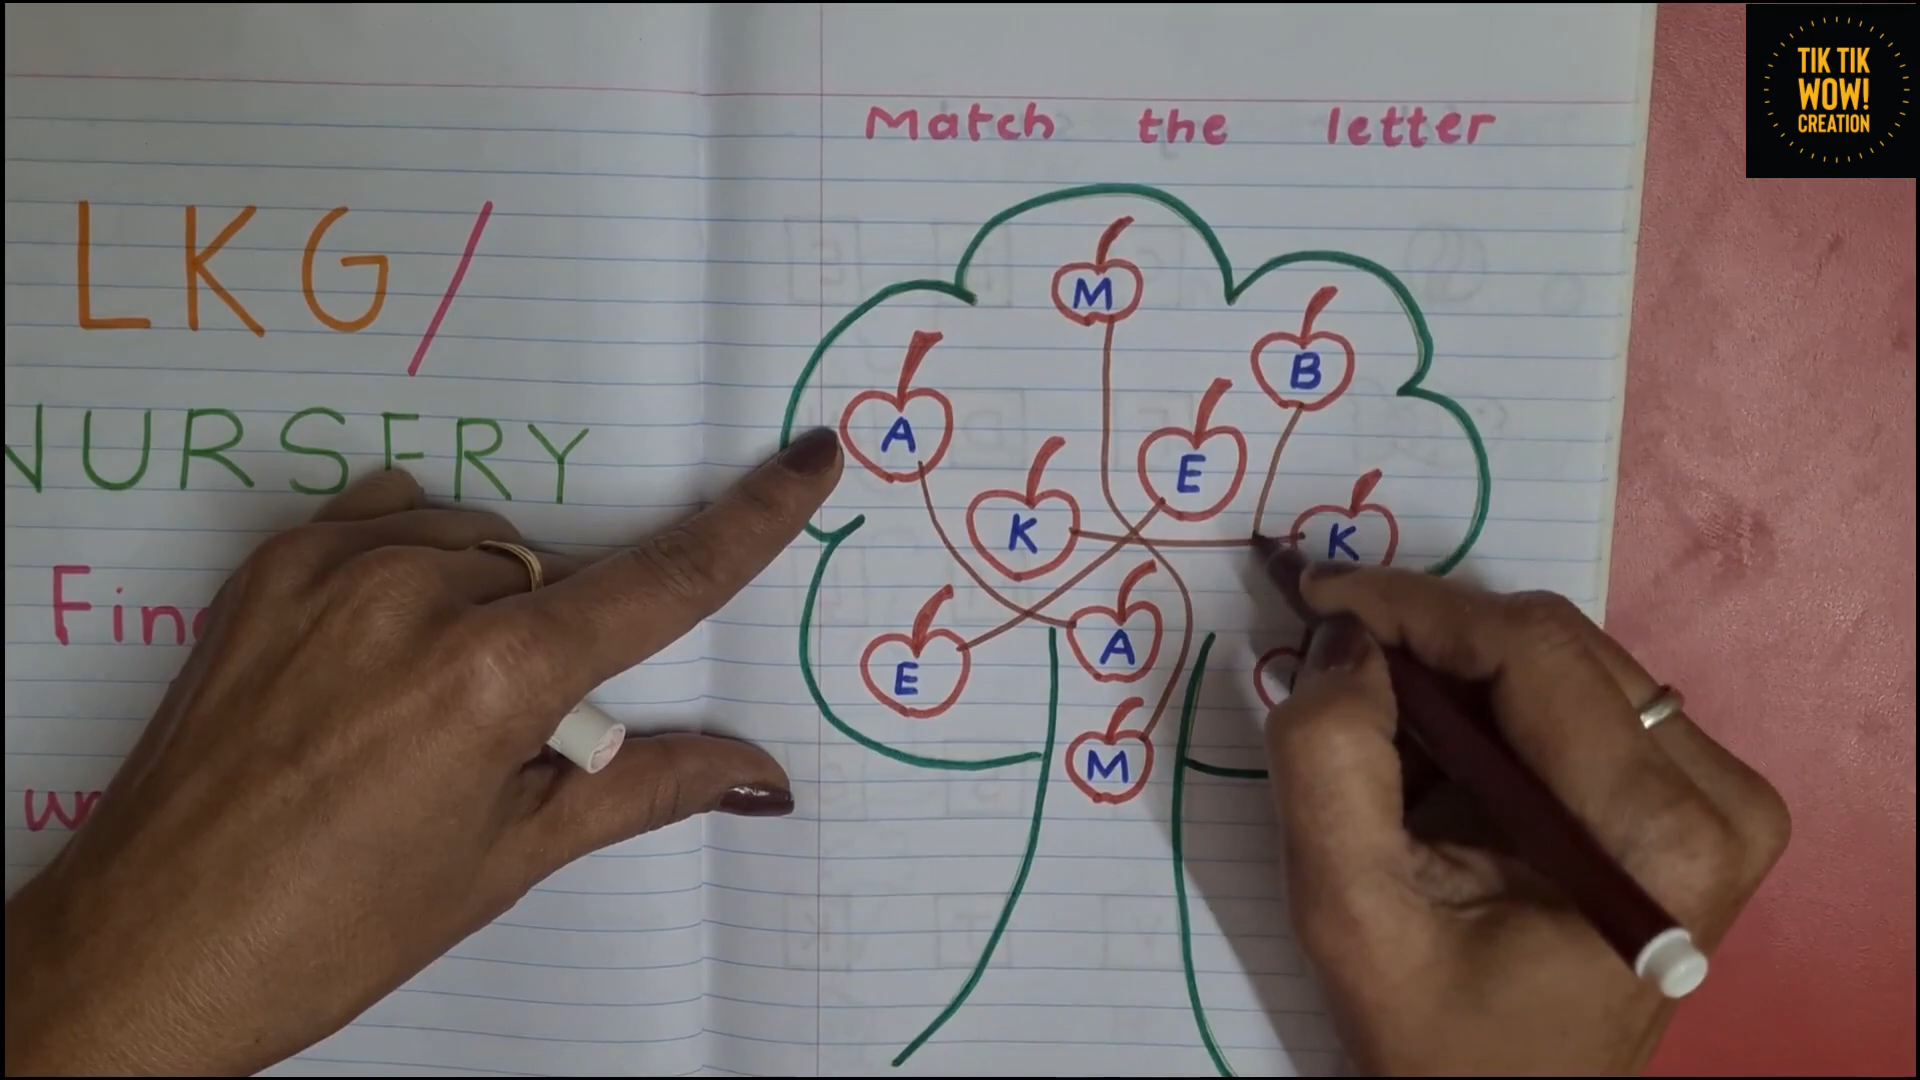 LKG/
NURSERY
Match the letter
M
B
A
E
K
K
A
E
M
TIK TIK
WOW!
CREATION